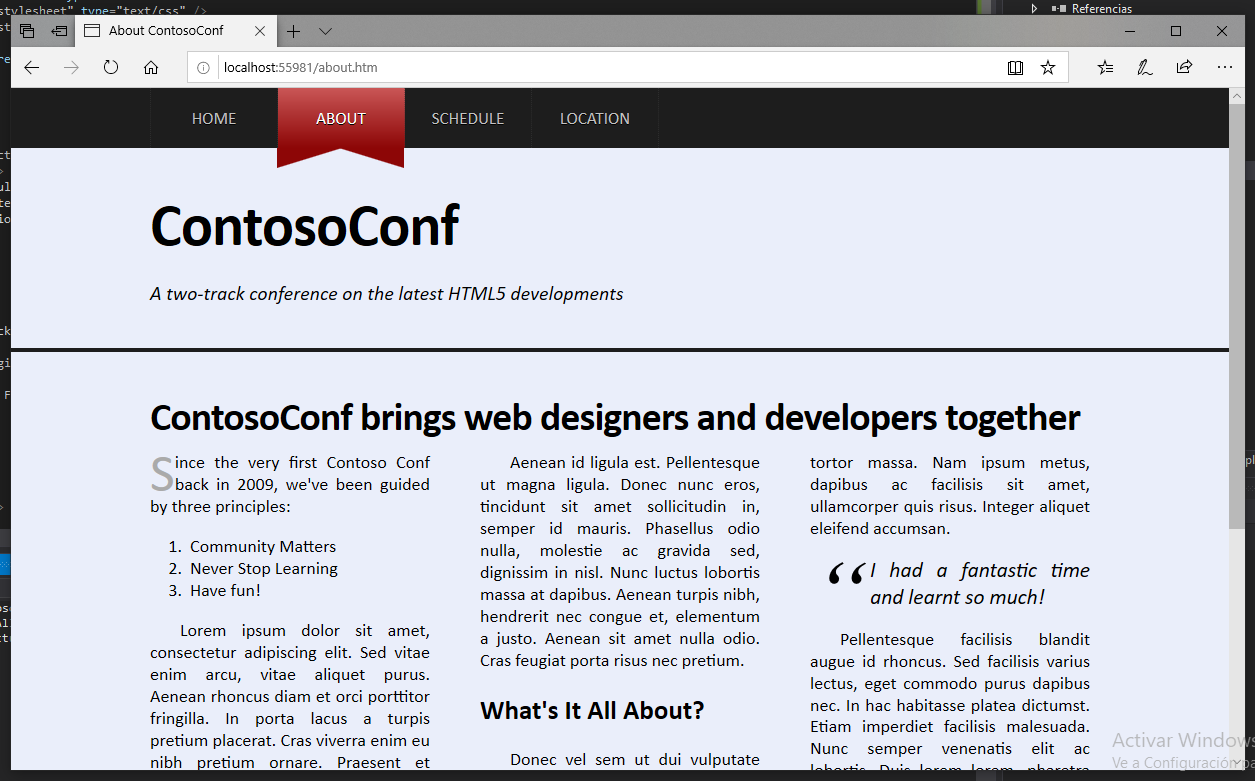 stylesheet" type="text/css" />
Referencias
About ContosoConf
localhost:55981/about.htm
HOME ABOUT SCHEDULE LOCATION
ContosoConf
A two-track conference on the latest HTML5 developments
ContosoConf brings web designers and developers together
Since the very first Contoso Conf
back in 2009, we've been guided
by three principles:
1. Community Matters
2. Never Stop Learning
3. Have fun!
Lorem ipsum dolor sit amet,
consectetur adipiscing elit. Sed vitae
enim arcu, vitae aliquet purus.
Aenean rhoncus diam et orci porttitor
fringilla. In porta lacus a turpis
pretium placerat. Cras viverra enim eu
nibh pretium ornare. Praesent et
Aenean id ligula est. Pellentesque
ut magna ligula. Donec nunc eros,
tincidunt sit amet sollicitudin in,
semper id mauris. Phasellus odio
nulla, molestie ac gravida sed,
dignissim in nisl. Nunc luctus lobortis
massa at dapibus. Aenean turpis nibh,
hendrerit nec congue et, elementum
a justo. Aenean sit amet nulla odio.
Cras feugiat porta risus nec pretium.
What's It All About?
Donec vel sem ut dui vulputate
tortor massa. Nam ipsum metus,
dapibus ac facilisis sit amet,
ullamcorper quis risus. Integer aliquet
eleifend accumsan.
“ I had a fantastic time
and learnt so much!
Pellentesque facilisis blandit
augue id rhoncus. Sed facilisis varius
lectus, eget commodo purus dapibus
nec. In hac habitasse platea dictumst.
Etiam imperdiet facilisis malesuada.
Nunc semper venenatis elit ac
lobortis. Duis lorem lorem, pharetra
Activar Windows
Ve a Configuración pa